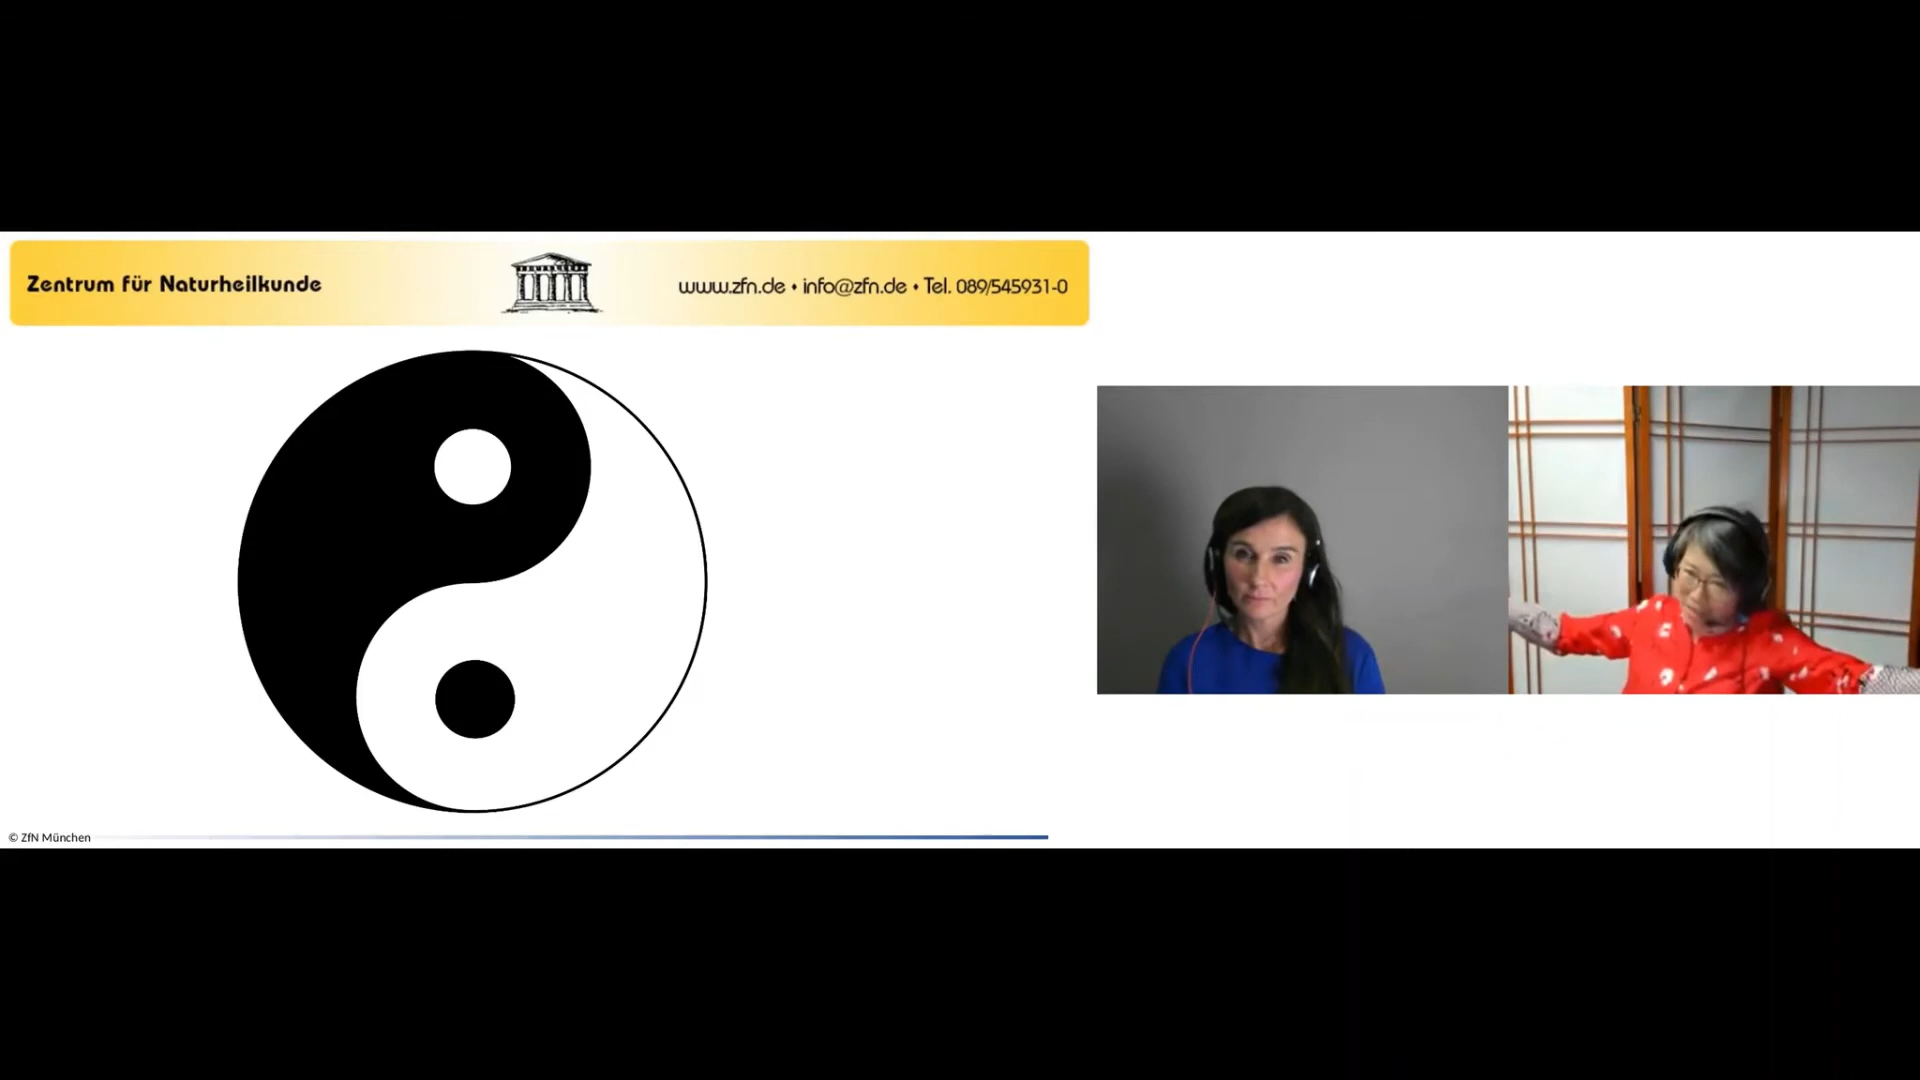 Zentrum für Naturheilkunde
www.zfn.de • info@zfn.de • Tel. 089/545931-0
© ZfN München